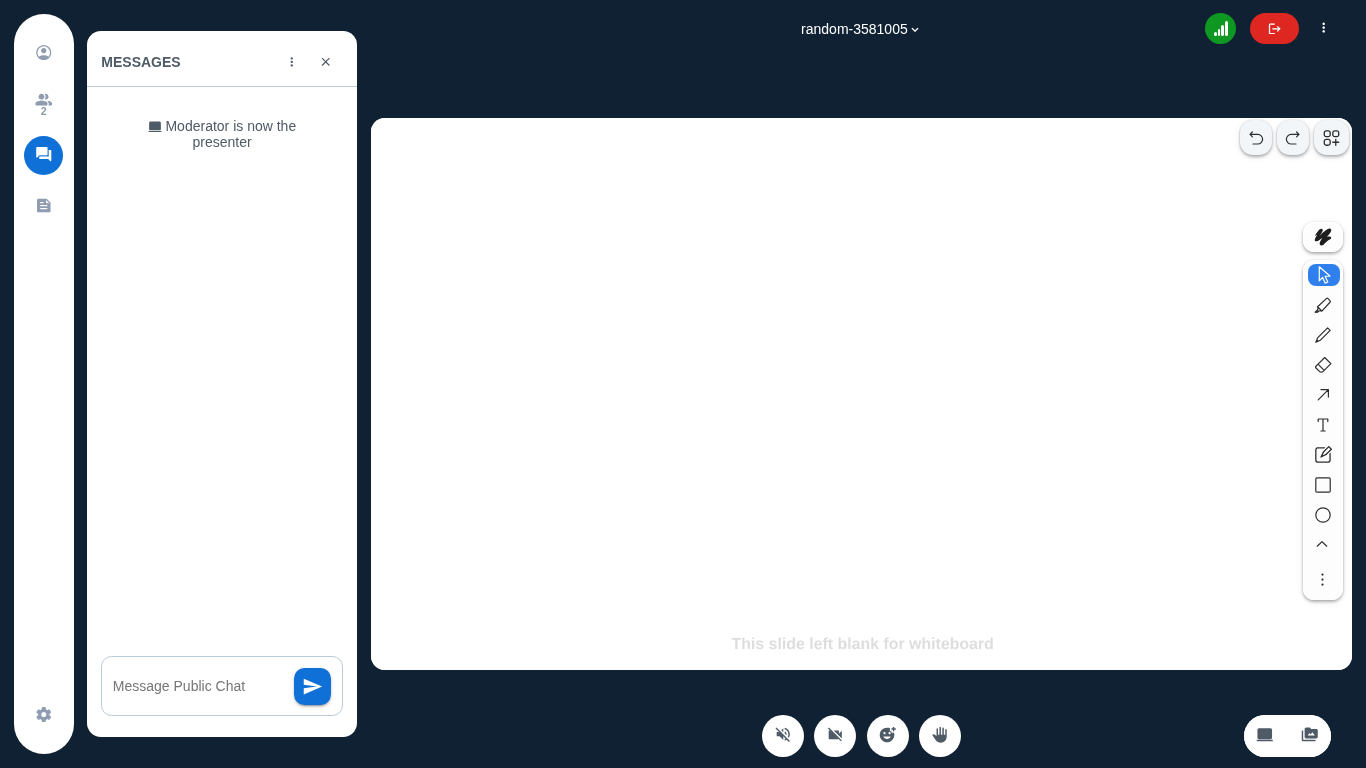 random-3581005
MESSAGES
2
Moderator is now the
presenter
This slide left blank for whiteboard
Message Public Chat